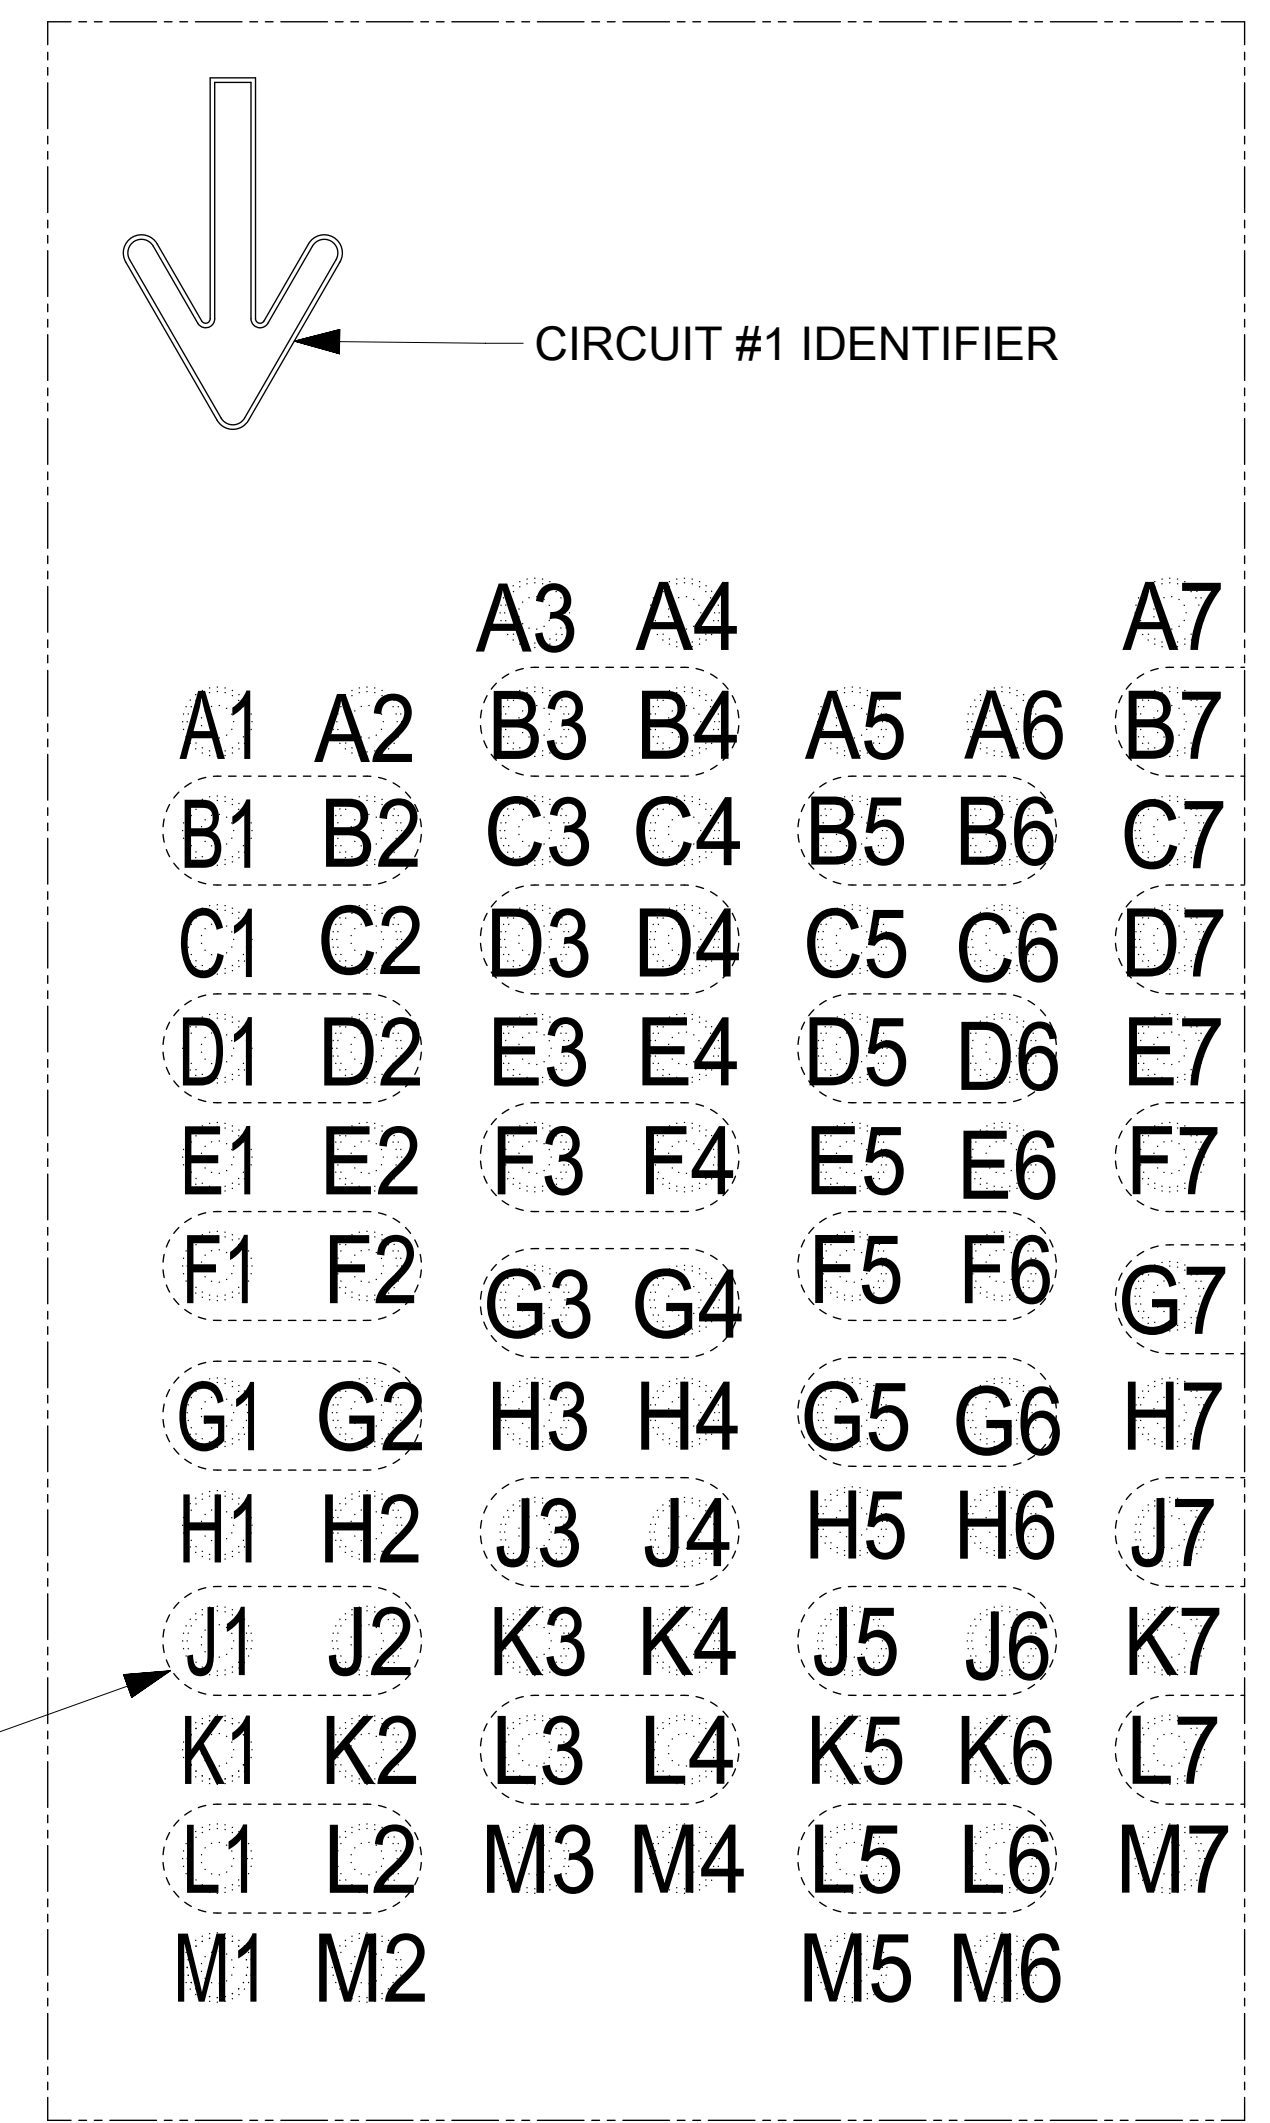 CIRCUIT #1 IDENTIFIER
A3 A4 A7
A1 A2 B3 B4 A5 A6 B7
B1 B2 C3 C4 B5 B6 C7
C1 C2 D3 D4 C5 C6 D7
D1 D2 E3 E4 D5 D6 E7
E1 E2 F3 F4 E5 E6 F7
F1 F2 G3 G4 F5 F6 G7
G1 G2 H3 H4 G5 G6 H7
H1 H2 J3 J4 H5 H6 J7
J1 J2 K3 K4 J5 J6 K7
K1 K2 L3 L4 K5 K6 L7
L1 L2 M3 M4 L5 L6 M7
M1 M2 M5 M6